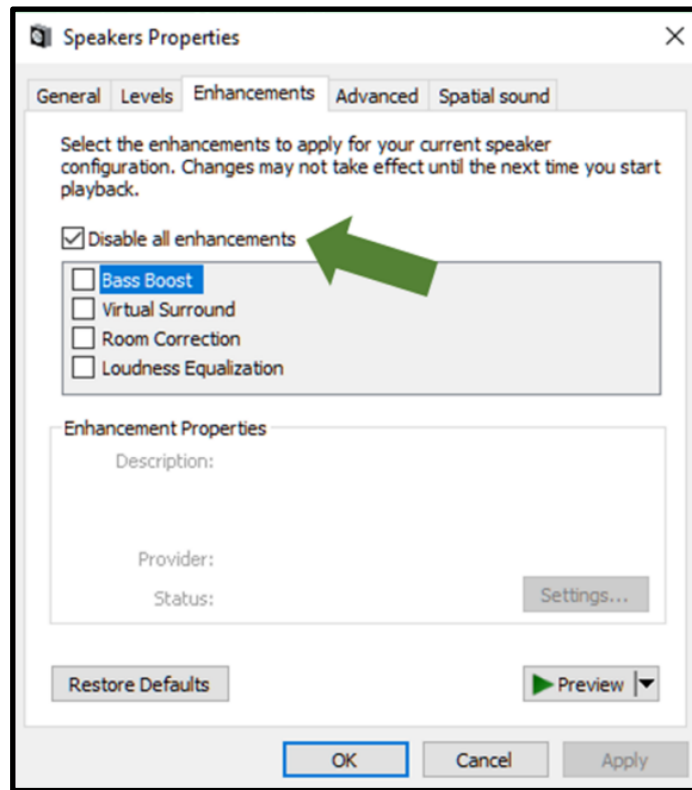 Speakers Properties
General Levels Enhancements Advanced Spatial sound
Select the enhancements to apply for your current speaker
configuration. Changes may not take effect until the next time you start
playback.
Disable all enhancements
Bass Boost
Virtual Surround
Room Correction
Loudness Equalization
Enhancement Properties
Description:
Provider:
Status:
Settings...
Restore Defaults
Preview
OK Cancel Apply